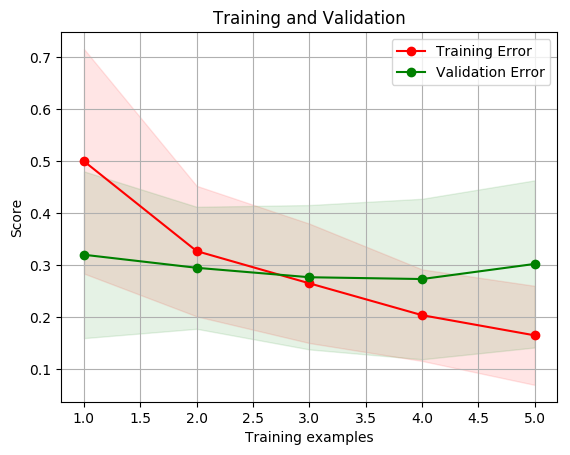 Training and Validation
Training Error
Validation Error
0.7
0.6
0.5
0.4
0.3
0.2
0.1
Score
1.0 1.5 2.0 2.5 3.0 3.5 4.0 4.5 5.0
Training examples